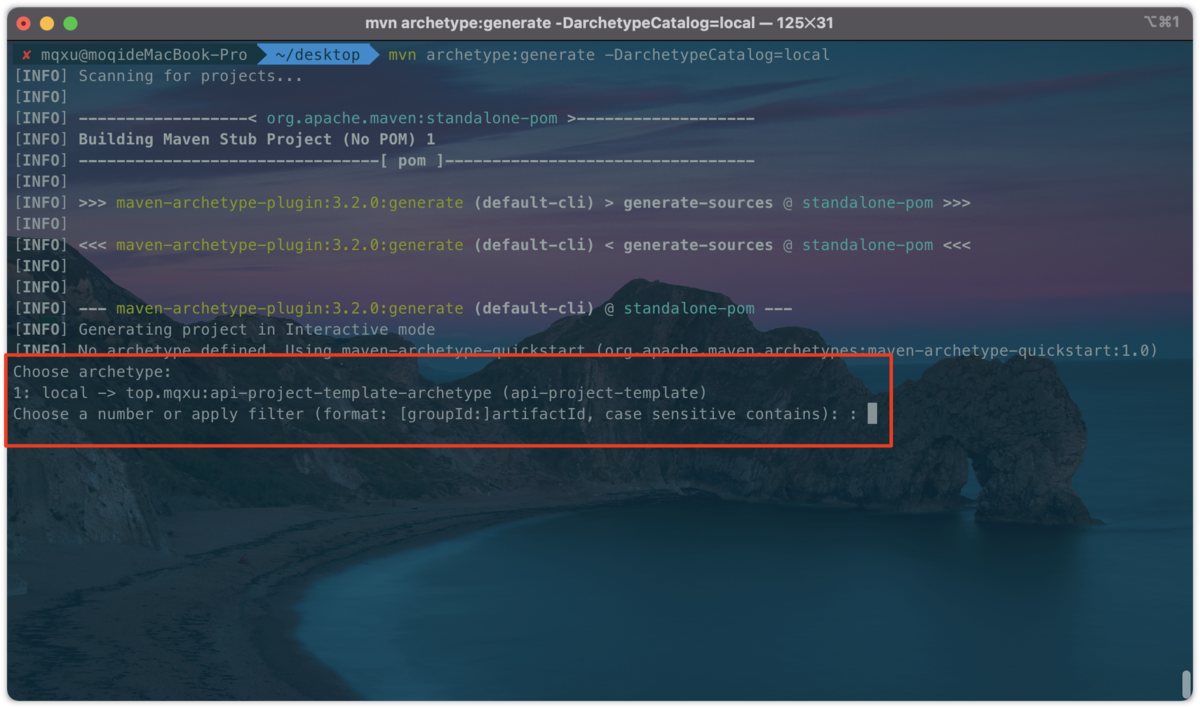 mvn archetype:generate -DarchetypeCatalog=local — 125×31
⌥⌘1
✘ mqxu@moqideMacBook-Pro ~/desktop mvn archetype:generate -DarchetypeCatalog=local
[INFO] Scanning for projects...
[INFO]
[INFO] ------------------< org.apache.maven:standalone-pom >-------------------
[INFO] Building Maven Stub Project (No POM) 1
[INFO] --------------------------------[ pom ]---------------------------------
[INFO]
[INFO] >>> maven-archetype-plugin:3.2.0:generate (default-cli) > generate-sources @ standalone-pom >>>
[INFO]
[INFO] <<< maven-archetype-plugin:3.2.0:generate (default-cli) < generate-sources @ standalone-pom <<<
[INFO]
[INFO]
[INFO] --- maven-archetype-plugin:3.2.0:generate (default-cli) @ standalone-pom ---
[INFO] Generating project in Interactive mode
[INFO] No archetype defined. Using maven-archetype-quickstart (org.apache.maven.archetypes:maven-archetype-quickstart:1.0)
Choose archetype:
1: local -> top.mqxu:api-project-template-archetype (api-project-template)
Choose a number or apply filter (format: [groupId:]artifactId, case sensitive contains): :